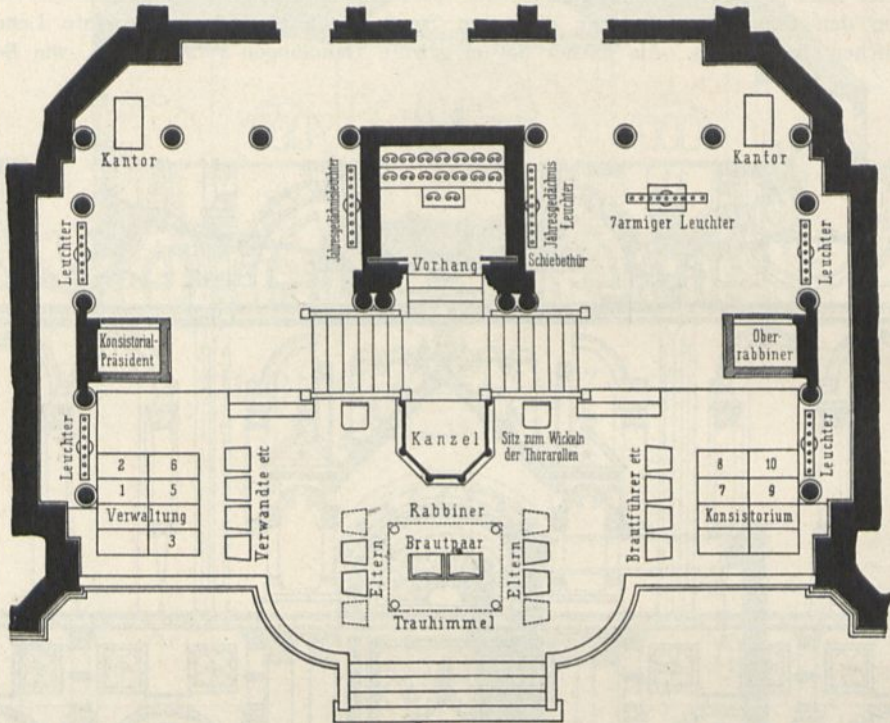 Kantor
Kantor
Jahresgedächtnisleuchter
Jahresgedächtnis
Leuchter
7armiger Leuchter
Leuchter
Leuchter
Vorhang
Schiebethür
Konsistorial-
Präsident
Ober-
rabbiner
Leuchter
Leuchter
Kanzel
Sitz zum Wickeln
der Thorarollen
2 6
1 5
Verwaltung
3
Verwandte etc
Brautführer etc
8 10
7 9
Konsistorium
Rabbiner
Brautpaar
Eltern
Eltern
Trauhimmel